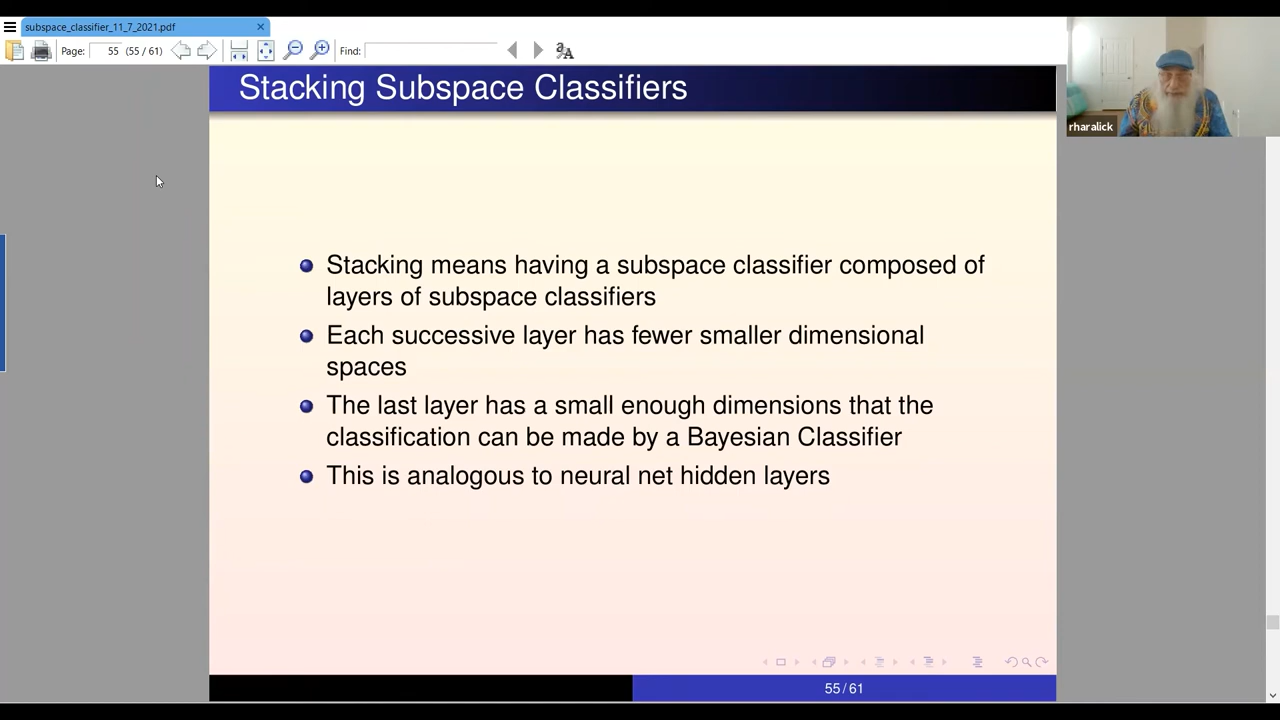 subspace_classifier_11_7_2021.pdf
Page: 55 (55 / 61) Find:
Stacking Subspace Classifiers
rharalick
Stacking means having a subspace classifier composed of
layers of subspace classifiers
Each successive layer has fewer smaller dimensional
spaces
The last layer has a small enough dimensions that the
classification can be made by a Bayesian Classifier
This is analogous to neural net hidden layers
55 / 61